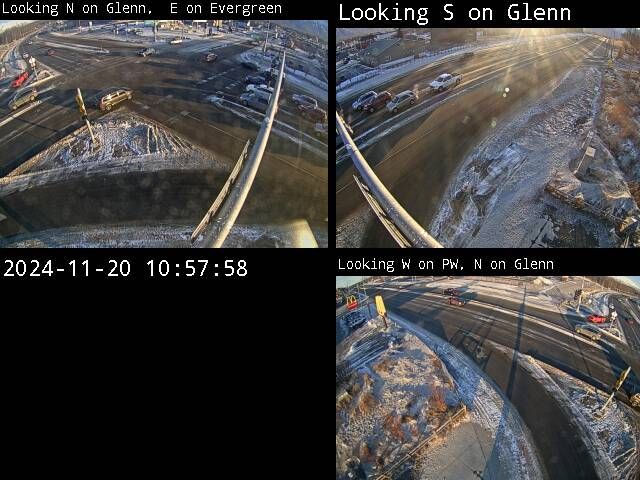 Looking N on Glenn,  E on Evergreen
Looking S on Glenn
2024-11-20 10:57:58
Looking W on PW, N on Glenn